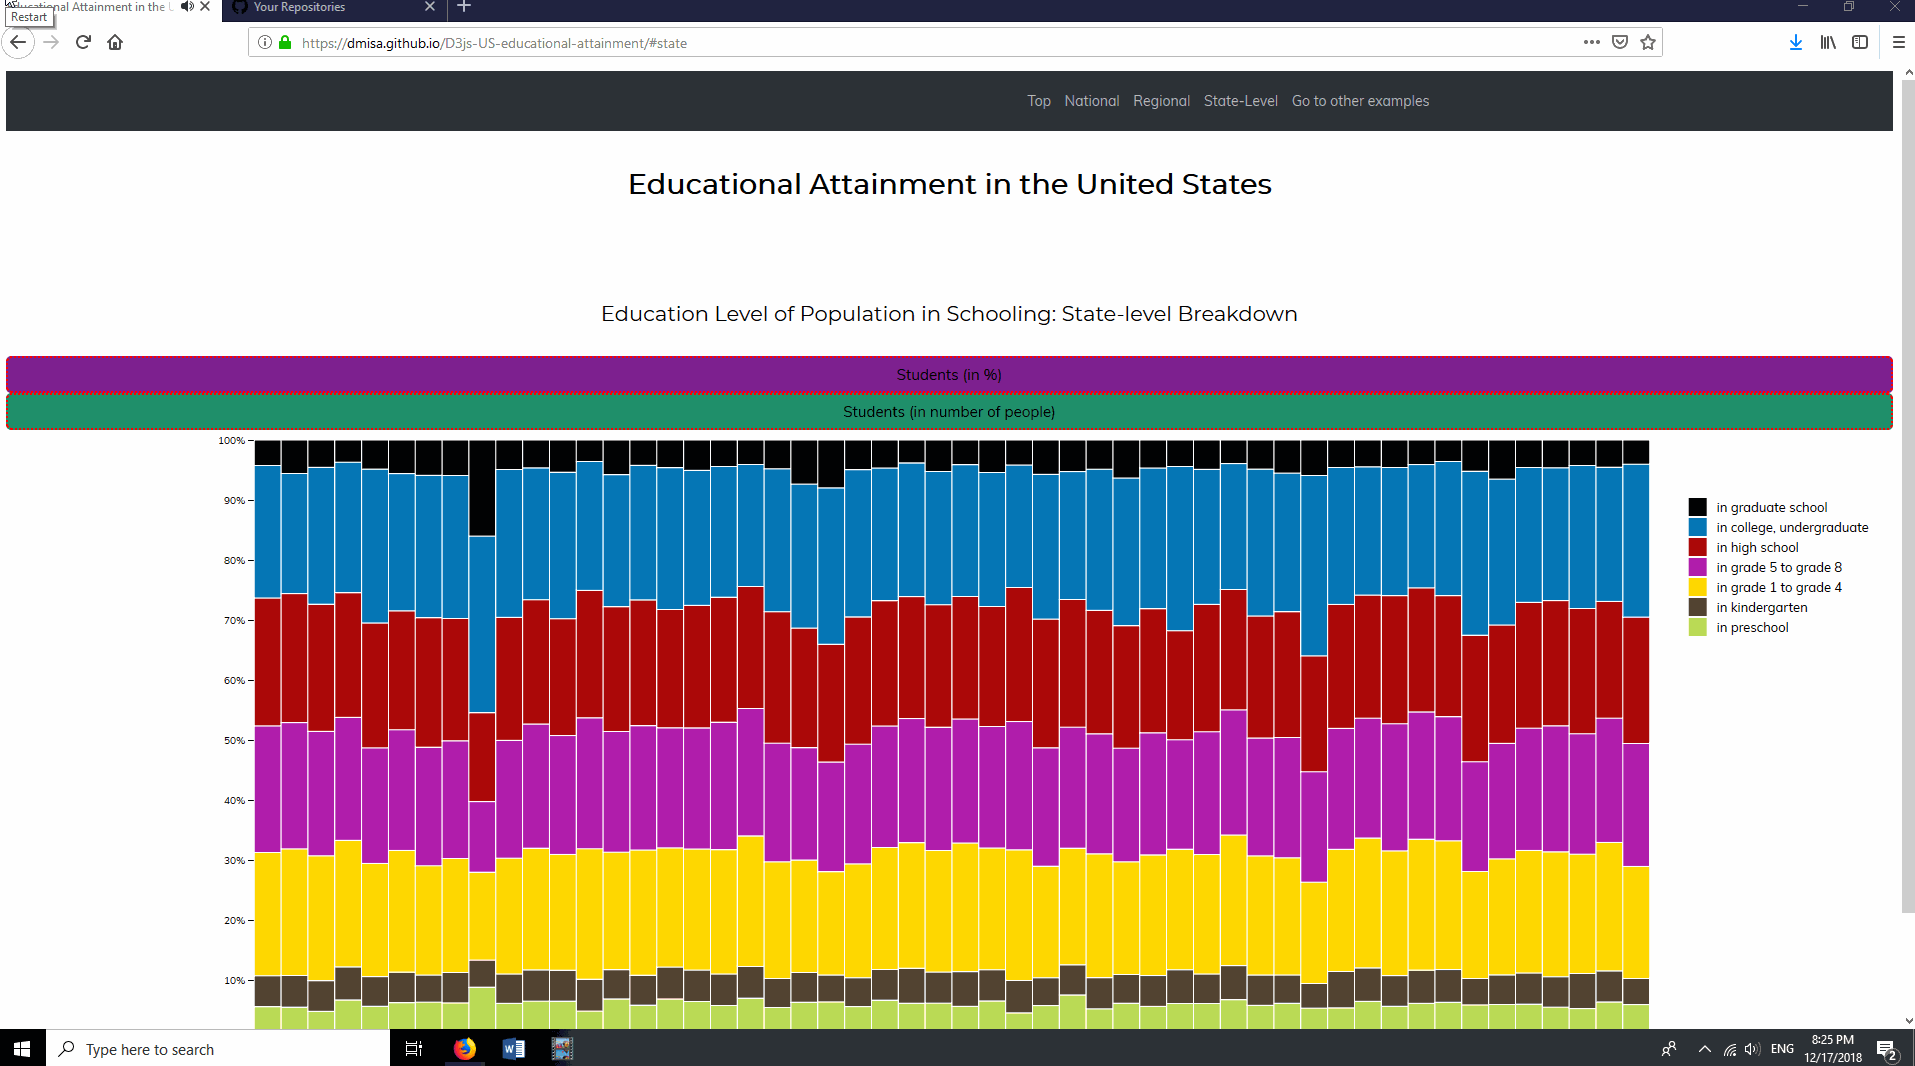 ucational Attainment in the U
Restart
Your Repositories
https://dmisa.github.io/D3js-US-educational-attainment/#state
Top National Regional State-Level Go to other examples
Educational Attainment in the United States
Education Level of Population in Schooling: State-level Breakdown
Students (in %)
Students (in number of people)
100%
90%
80%
70%
60%
50%
40%
30%
20%
10%
in graduate school
in college, undergraduate
in high school
in grade 5 to grade 8
in grade 1 to grade 4
in kindergarten
in preschool
Type here to search
ENG
8:25 PM
12/17/2018
2